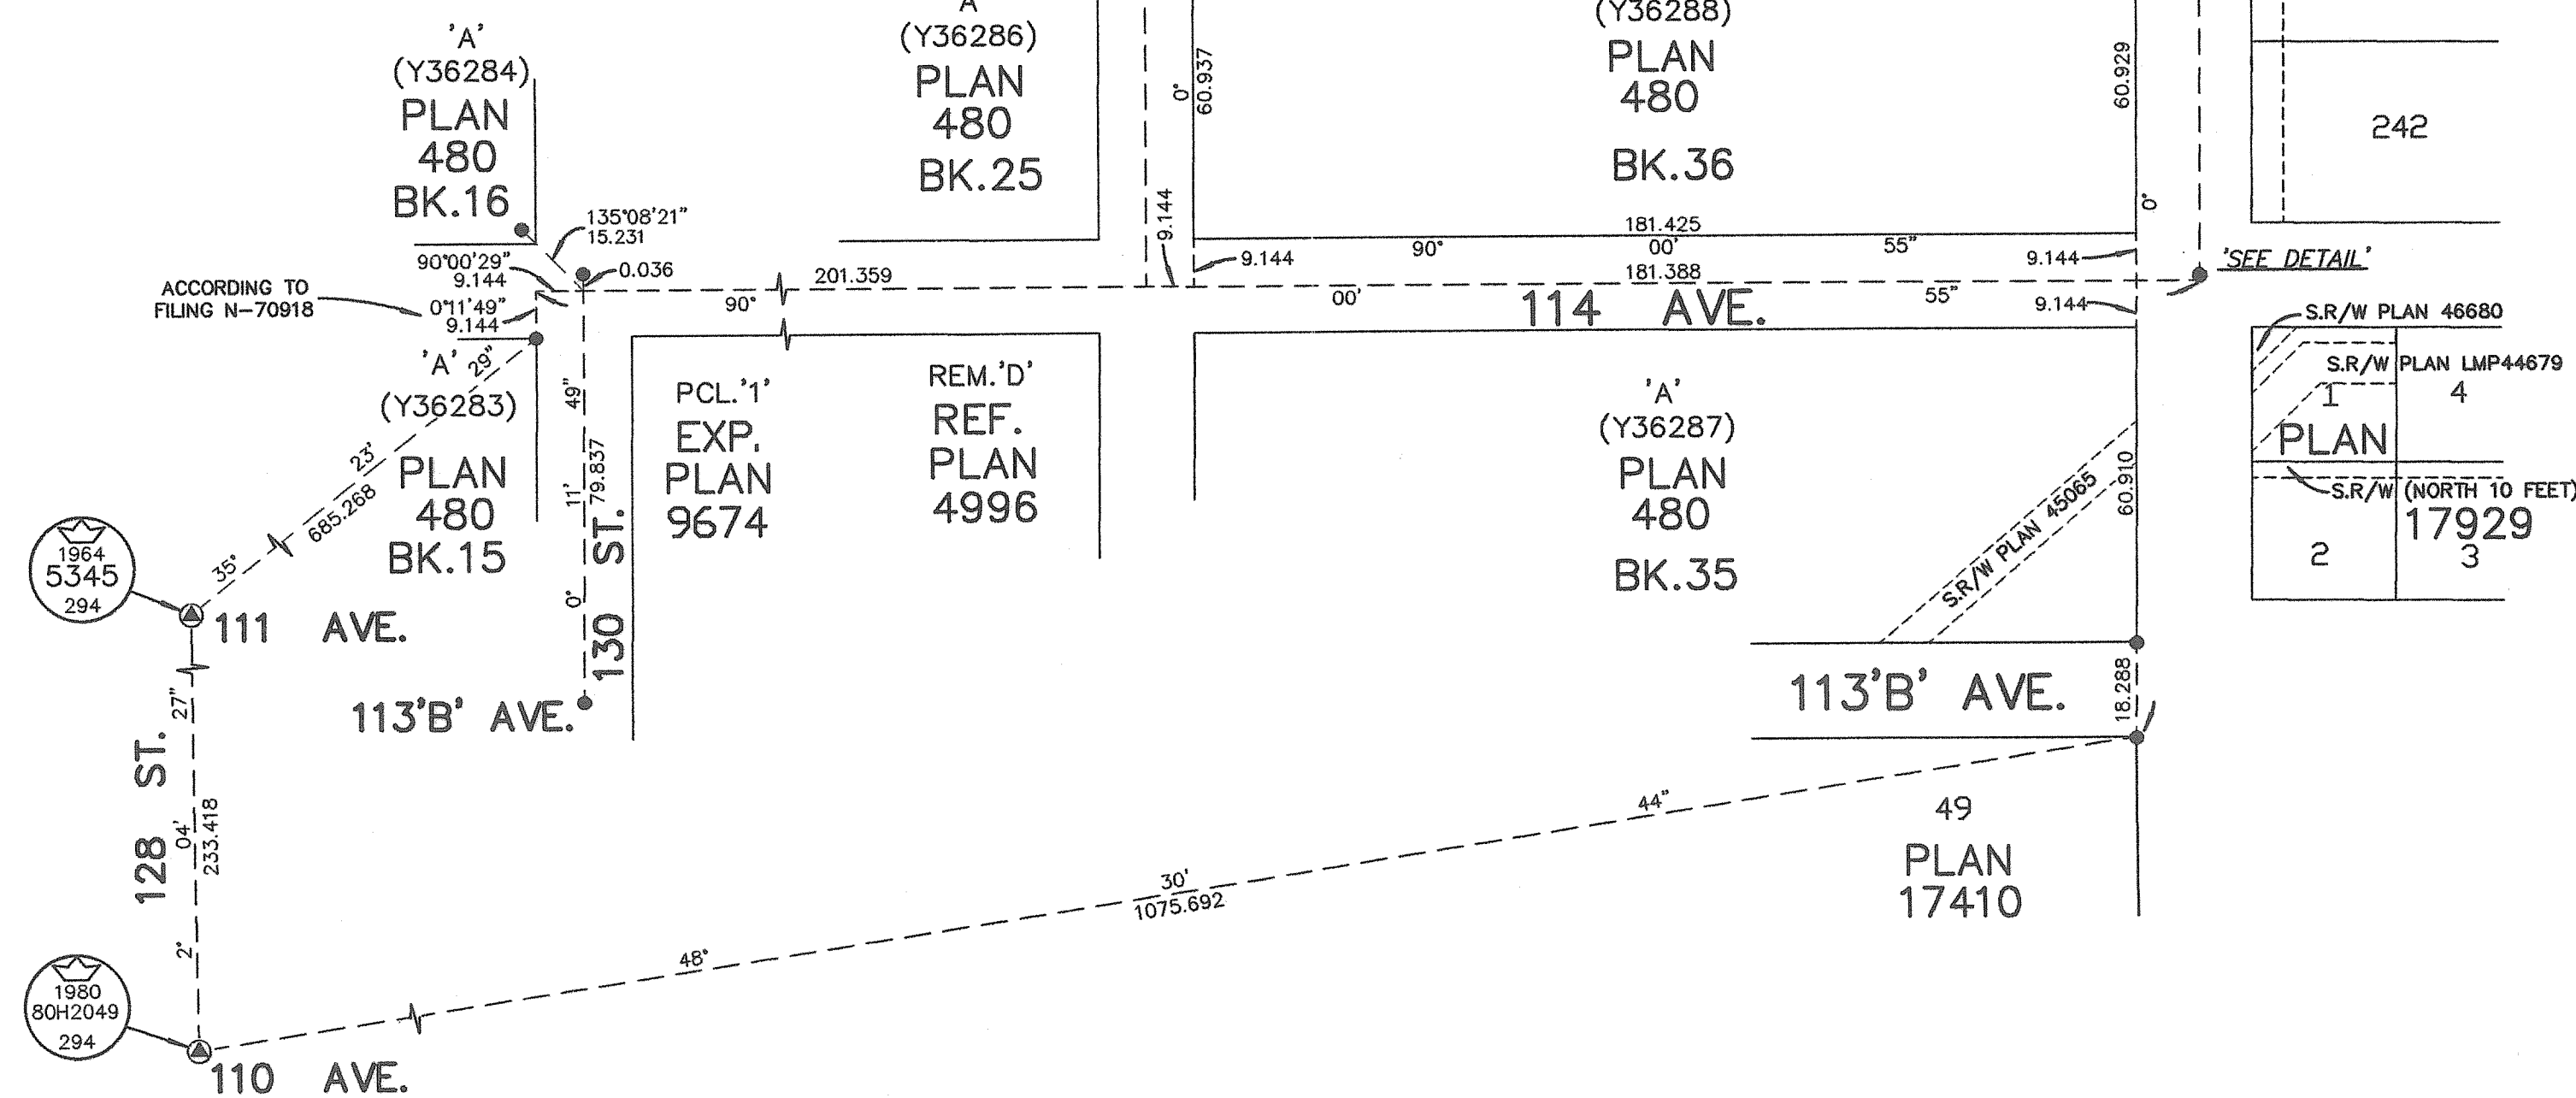 'A'
(Y36284)
PLAN
480
BK.16
(Y36286)
PLAN
480
BK.25
(Y36288)
PLAN
480
BK.36
0°
60.937
60.929
0°
242
135°08'21"
15.231
90°00'29"
9.144
0.036
ACCORDING TO
FILING N-70918
0°11'49"
9.144
201.359
90°
9.144
9.144
181.425
90° 00' 55"
9.144
181.388
00' 55"
9.144
114 AVE.
'SEE DETAIL'
S.R/W PLAN 46680
S.R/W PLAN LMP44679
1
4
PLAN
S.R/W (NORTH 10 FEET)
17929
2
3
'A'
(Y36283)
PLAN
480
BK.15
29"
23'
685.268
35°
49"
11'
79.837
0°
130 ST.
PCL.'1'
EXP.
PLAN
9674
REM.'D'
REF.
PLAN
4996
'A'
(Y36287)
PLAN
480
BK.35
S.R/W PLAN 45065
60.910
1964
5345
294
111 AVE.
113'B' AVE.
113'B' AVE.
18.288
27"
04'
233.418
2°
128 ST.
44"
30'
1075.692
48°
49
PLAN
17410
1980
80H2049
294
110 AVE.